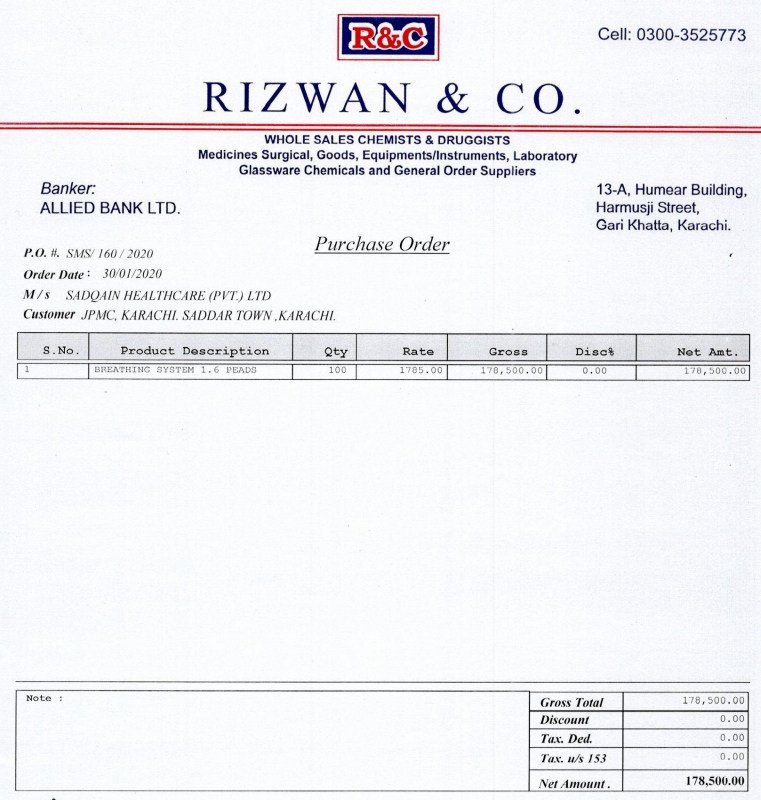 R&C
Cell: 0300-3525773
RIZWAN & CO.
WHOLE SALES CHEMISTS & DRUGGISTS
Medicines Surgical, Goods, Equipments/Instruments, Laboratory
Glassware Chemicals and General Order Suppliers
Banker:
ALLIED BANK LTD.
13-A, Humear Building,
Harmusji Street,
Gari Khatta, Karachi.
Purchase Order
P.O. #. SMS/ 160 / 2020
Order Date : 30/01/2020
M / s SADQAIN HEALTHCARE (PVT.) LTD
Customer JPMC, KARACHI. SADDAR TOWN ,KARACHI.
S.No. Product Description Qty Rate Gross Disc% Net Amt.
1 BREATHING SYSTEM 1.6 PEADS 100 1785.00 178,500.00 0.00 178,500.00
Note :
Gross Total 178,500.00
Discount 0.00
Tax. Ded. 0.00
Tax. u/s 153 0.00
Net Amount . 178,500.00